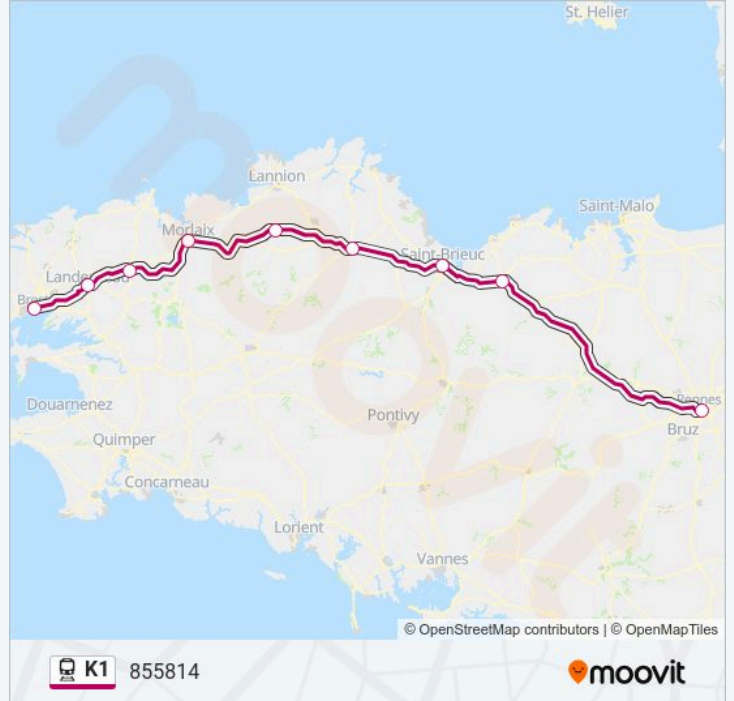 St. Helier
Lannion
Saint-Malo
Morlaix
Saint-Brieuc
Rennes
Douarnenez
Pontivy
Bruz
Quimper
Concarneau
Lorient
Vannes
© OpenStreetMap contributors | © OpenMapTiles
K1 855814
moovit